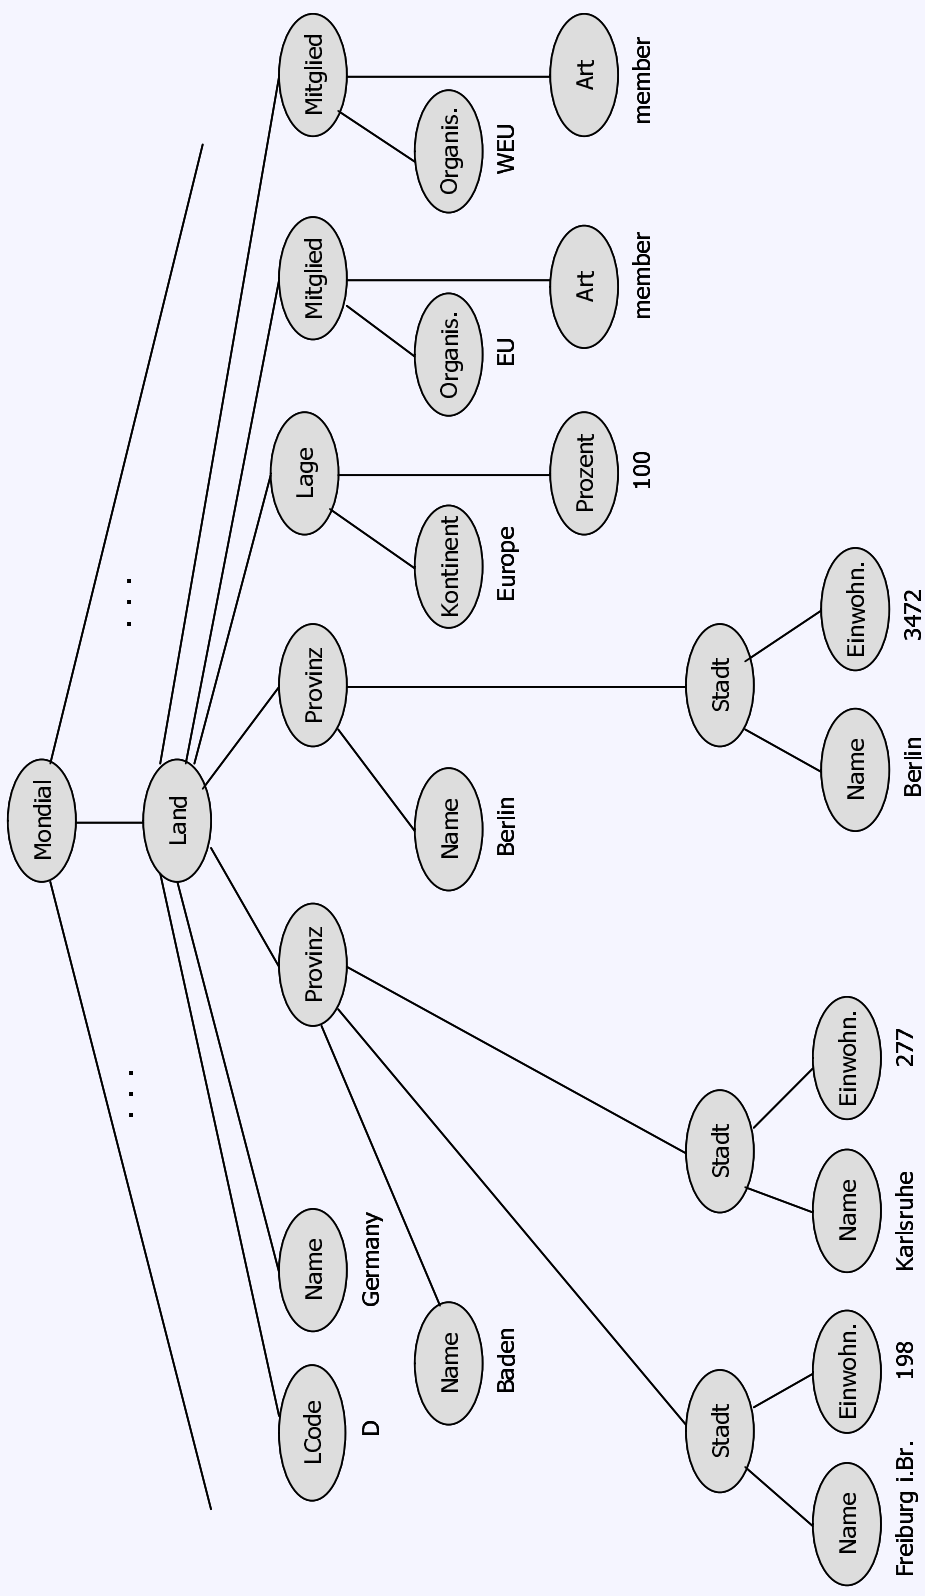 Mondial
. . .
. . .
Land
LCode
D
Name
Germany
Provinz
Provinz
Lage
Mitglied
Mitglied
Name
Baden
Name
Berlin
Kontinent
Europe
Organis.
EU
Organis.
WEU
Prozent
100
Art
member
Art
member
Stadt
Stadt
Stadt
Name
Freiburg i.Br.
Einwohn.
198
Name
Karlsruhe
Einwohn.
277
Name
Berlin
Einwohn.
3472